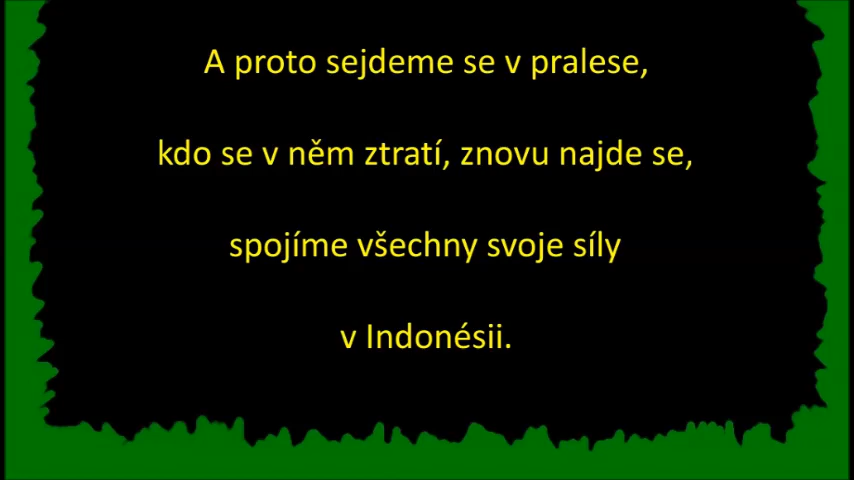 A proto sejdeme se v pralese,
kdo se v něm ztratí, znovu najde se,
spojíme všechny svoje síly
v Indonésii.